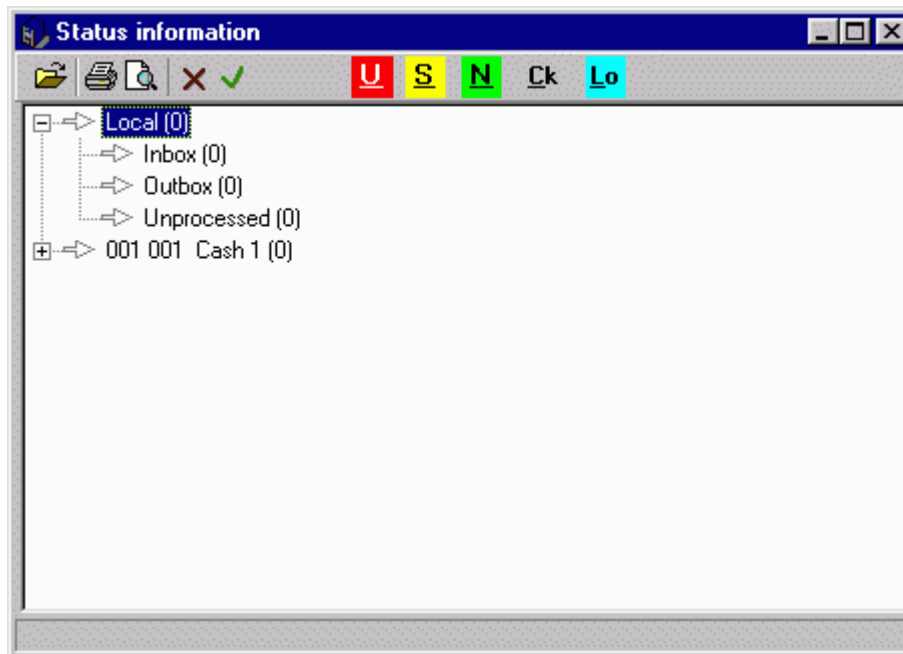 Status information
U S N Ck Lo
Local (0)
Inbox (0)
Outbox (0)
Unprocessed (0)
001 001 Cash 1 (0)